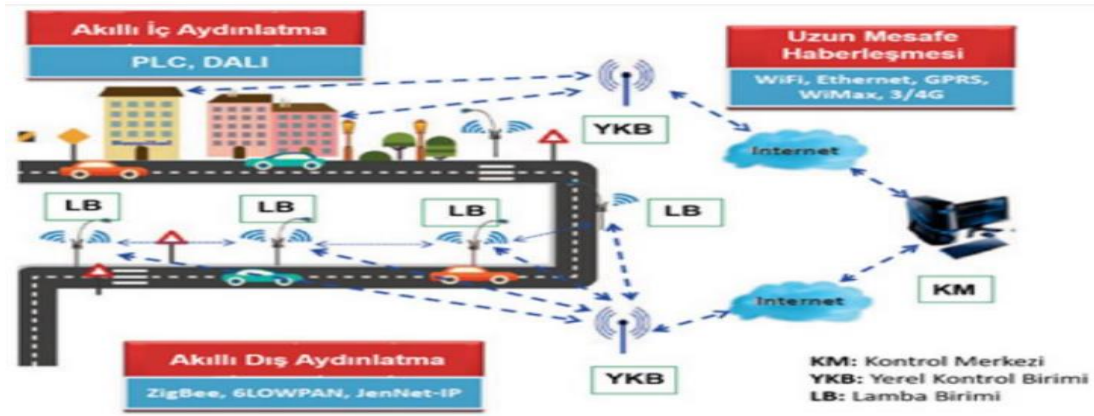 Akıllı İç Aydınlatma
PLC, DALI
Uzun Mesafe
Haberleşmesi
WiFi, Ethernet, GPRS,
WiMax, 3/4G
YKB
Internet
LB
LB
LB
LB
KM
Internet
Akıllı Dış Aydınlatma
ZigBee, 6LOWPAN, JenNet-IP
YKB
KM: Kontrol Merkezi
YKB: Yerel Kontrol Birimi
LB: Lamba Birimi